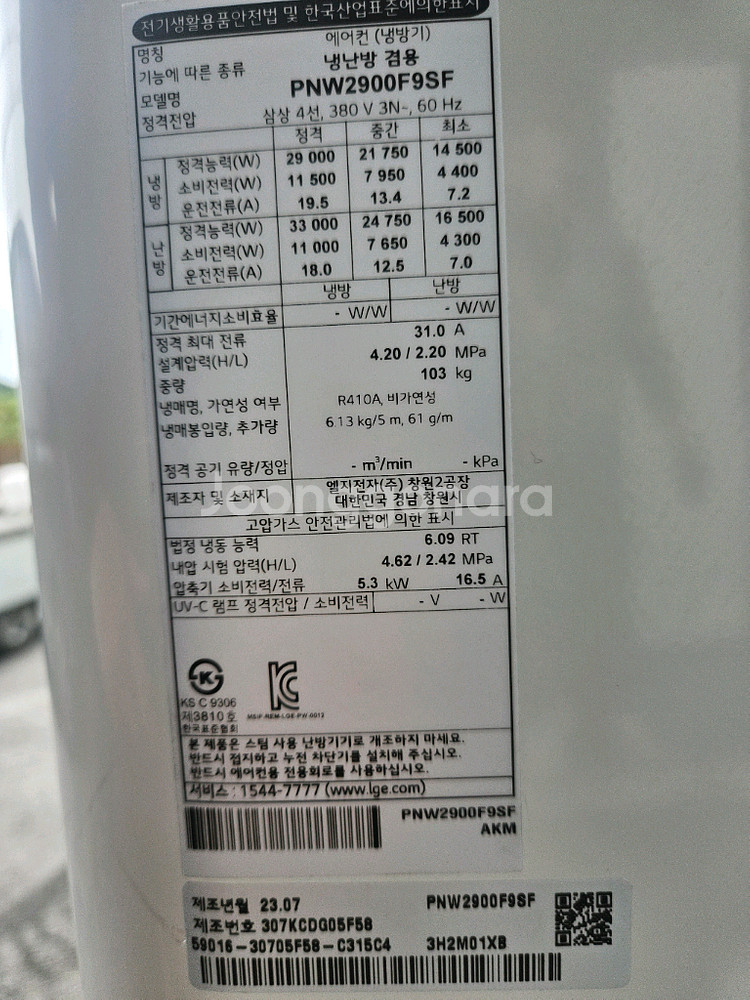 전기생활용품안전법 및 한국산업표준에의한표시
명칭 에어컨 (냉방기)
기능에 따른 종류 냉난방 겸용
모델명 PNW2900F9SF
정격전압 삼상 4선, 380 V 3N~, 60 Hz
정격 중간 최소
냉방
정격능력(W) 29 000 21 750 14 500
소비전력(W) 11 500 7 950 4 400
운전전류(A) 19.5 13.4 7.2
난방
정격능력(W) 33 000 24 750 16 500
소비전력(W) 11 000 7 650 4 300
운전전류(A) 18.0 12.5 7.0
냉방 난방
기간에너지소비효율 - W/W - W/W
정격 최대 전류 31.0 A
설계압력(H/L) 4.20 / 2.20 MPa
중량 103 kg
냉매명, 가연성 여부 R410A, 비가연성
냉매봉입량, 추가량 6.13 kg/5 m, 61 g/m
정격 공기 유량/정압 - m³/min - kPa
제조자 및 소재지 엘지전자(주) 창원2공장
대한민국 경남 창원시
Joonggonara
고압가스 안전관리법에 의한 표시
법정 냉동 능력 6.09 RT
내압 시험 압력(H/L) 4.62 / 2.42 MPa
압축기 소비전력/전류 5.3 kW 16.5 A
UV-C 램프 정격전압 / 소비전력 - V - W
KS C 9306
제3810호
한국표준협회
MSIP-REM-LGE-PW-0013
본 제품은 스팀 사용 난방기기로 개조하지 마세요.
반드시 접지하고 누전 차단기를 설치해 주십시오.
반드시 에어컨용 전용회로를 사용하십시오.
서비스 : 1544-7777 (www.lge.com)
PNW2900F9SF
AKM
제조년월 23.07 PNW2900F9SF
제조번호 307KCDG05F58
59016-30705F58-C315C4 3H2M01XB